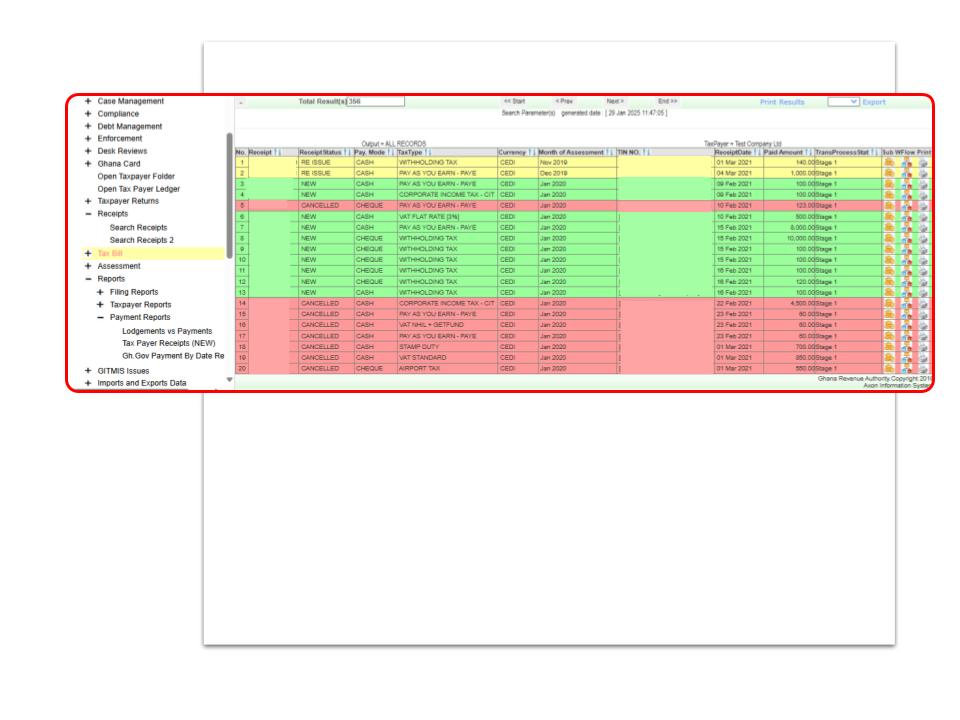 + Case Management
+ Compliance
+ Debt Management
+ Enforcement
+ Desk Reviews
+ Ghana Card
Open Taxpayer Folder
Open Tax Payer Ledger
+ Taxpayer Returns
− Receipts
Search Receipts
Search Receipts 2
+ Tax Bill
+ Assessment
− Reports
+ Filing Reports
+ Taxpayer Reports
− Payment Reports
Lodgements vs Payments
Tax Payer Receipts (NEW)
Gh.Gov Payment By Date Re
+ GITMIS Issues
+ Imports and Exports Data
Total Result(s) 356 << Start < Prev Next > End >> Print Results Export
Search Parameter(s) generated date : [ 29 Jan 2025 11:47:05 ]
Output = ALL RECORDS TaxPayer = Test Company Ltd
No. Receipt ReceiptStatus Pay. Mode TaxType Currency Month of Assessment TIN NO. ReceiptDate Paid Amount TransProcessStat Sub WFlow Print
1 RE ISSUE CASH WITHHOLDING TAX CEDI Nov 2019 01 Mar 2021 140.00 Stage 1
2 RE ISSUE CASH PAY AS YOU EARN - PAYE CEDI Dec 2019 04 Mar 2021 1,000.00 Stage 1
3 NEW CASH PAY AS YOU EARN - PAYE CEDI Jan 2020 09 Feb 2021 100.00 Stage 1
4 NEW CASH CORPORATE INCOME TAX - CIT CEDI Jan 2020 09 Feb 2021 100.00 Stage 1
5 CANCELLED CHEQUE PAY AS YOU EARN - PAYE CEDI Jan 2020 10 Feb 2021 123.00 Stage 1
6 NEW CASH VAT FLAT RATE [3%] CEDI Jan 2020 10 Feb 2021 500.00 Stage 1
7 NEW CASH PAY AS YOU EARN - PAYE CEDI Jan 2020 15 Feb 2021 8,000.00 Stage 1
8 NEW CHEQUE WITHHOLDING TAX CEDI Jan 2020 15 Feb 2021 10,000.00 Stage 1
9 NEW CHEQUE WITHHOLDING TAX CEDI Jan 2020 15 Feb 2021 100.00 Stage 1
10 NEW CHEQUE WITHHOLDING TAX CEDI Jan 2020 15 Feb 2021 100.00 Stage 1
11 NEW CHEQUE WITHHOLDING TAX CEDI Jan 2020 16 Feb 2021 100.00 Stage 1
12 NEW CHEQUE WITHHOLDING TAX CEDI Jan 2020 16 Feb 2021 120.00 Stage 1
13 NEW CASH WITHHOLDING TAX CEDI Jan 2020 16 Feb 2021 100.00 Stage 1
14 CANCELLED CASH CORPORATE INCOME TAX - CIT CEDI Jan 2020 22 Feb 2021 4,500.00 Stage 1
15 CANCELLED CASH PAY AS YOU EARN - PAYE CEDI Jan 2020 23 Feb 2021 60.00 Stage 1
16 CANCELLED CASH VAT NHIL + GETFUND CEDI Jan 2020 23 Feb 2021 60.00 Stage 1
17 CANCELLED CASH PAY AS YOU EARN - PAYE CEDI Jan 2020 23 Feb 2021 60.00 Stage 1
18 CANCELLED CASH STAMP DUTY CEDI Jan 2020 01 Mar 2021 700.00 Stage 1
19 CANCELLED CASH VAT STANDARD CEDI Jan 2020 01 Mar 2021 850.00 Stage 1
20 CANCELLED CHEQUE AIRPORT TAX CEDI Jan 2020 01 Mar 2021 550.00 Stage 1
Ghana Revenue Authority Copyright 2010
Axon Information System